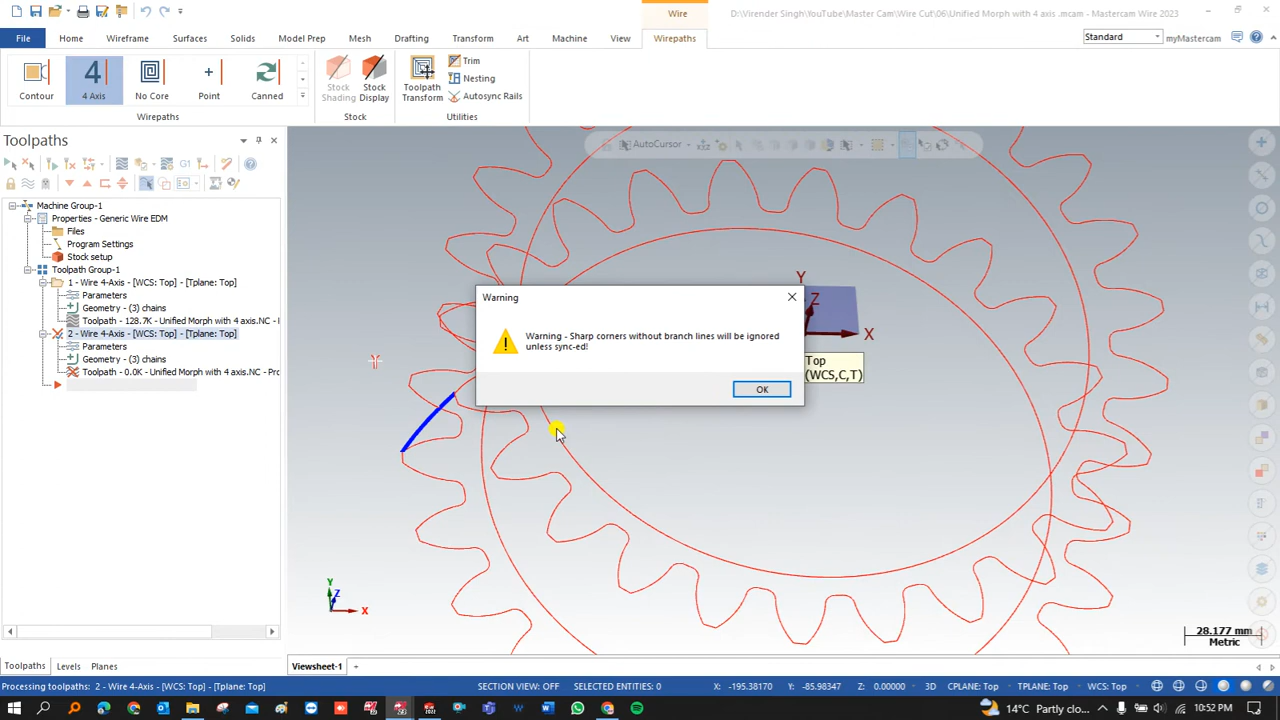 Wire
D:\Virender Singh\YouTube\Master Cam\Wire Cut\06\Unified Morph with 4 axis .mcam - Mastercam Wire 2023
File
Home
Wireframe
Surfaces
Solids
Model Prep
Mesh
Drafting
Transform
Art
Machine
View
Wirepaths
Standard
myMastercam
Contour
4
4 Axis
No Core
Point
Canned
Stock Shading
Stock Display
Toolpath Transform
Trim
Nesting
Autosync Rails
Wirepaths
Stock
Utilities
Toolpaths
AutoCursor
G1
Machine Group-1
Properties - Generic Wire EDM
Files
Program Settings
Stock setup
Toolpath Group-1
1 - Wire 4-Axis - [WCS: Top] - [Tplane: Top]
Parameters
Geometry - (3) chains
Toolpath - 128.7K - Unified Morph with 4 axis.NC - I
2 - Wire 4-Axis - [WCS: Top] - [Tplane: Top]
Parameters
Geometry - (3) chains
Toolpath - 0.0K - Unified Morph with 4 axis.NC - Pro
Warning
Warning - Sharp corners without branch lines will be ignored
unless sync-ed!
OK
Y
Z
X
Top
(WCS,C,T)
Y
Z
X
28.177 mm
Metric
Toolpaths
Levels
Planes
Viewsheet-1
+
Processing toolpaths: 2 - Wire 4-Axis - [WCS: Top] - [Tplane: Top]
SECTION VIEW: OFF
SELECTED ENTITIES: 0
X: -195.38170
Y: -85.98347
Z: 0.00000
3D
CPLANE: Top
TPLANE: Top
WCS: Top
14°C Partly clo...
10:52 PM